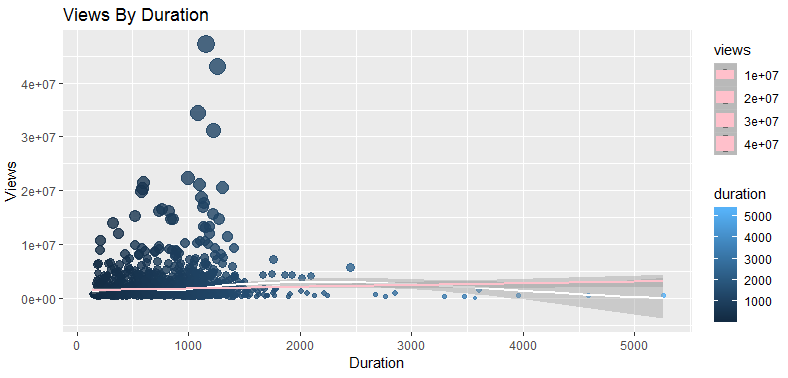 Views By Duration
Views
4e+07
3e+07
2e+07
1e+07
0e+00
0 1000 2000 3000 4000 5000
Duration
views
1e+07
2e+07
3e+07
4e+07
duration
5000
4000
3000
2000
1000